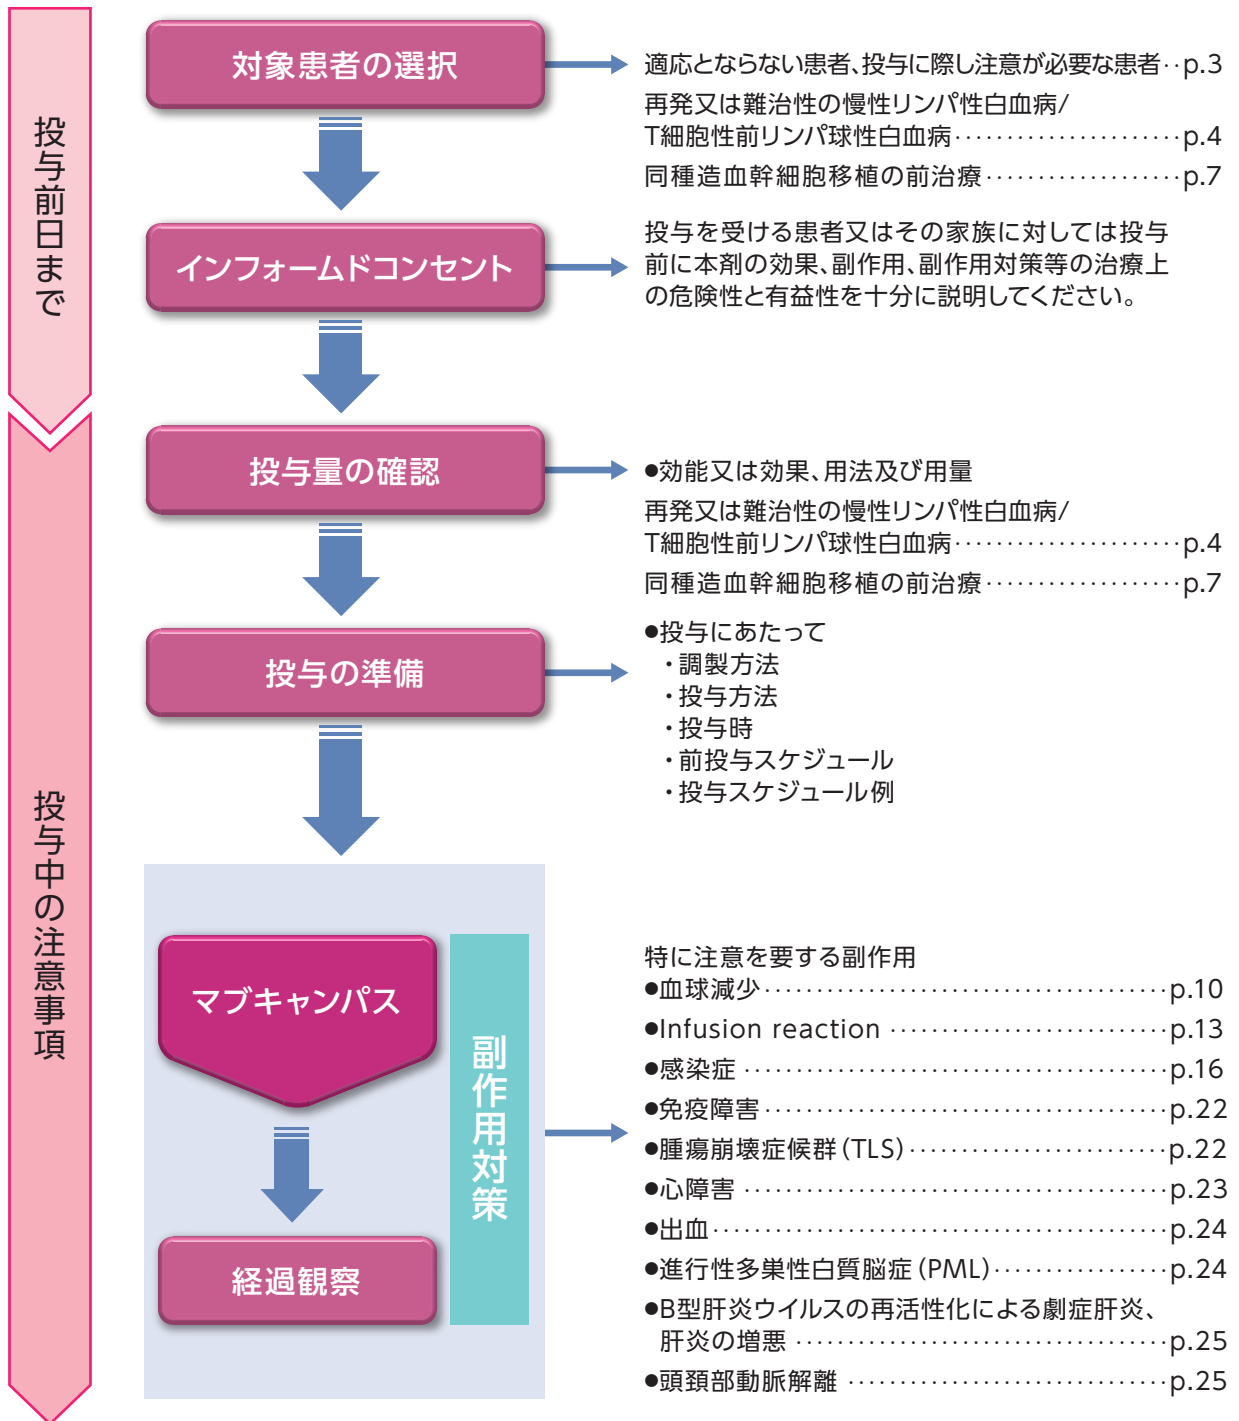 投与前日まで
対象患者の選択
適応とならない患者、投与に際し注意が必要な患者‥p.3
再発又は難治性の慢性リンパ性白血病/
T細胞性前リンパ球性白血病······················p.4
同種造血幹細胞移植の前治療···················p.7
インフォームドコンセント
投与を受ける患者又はその家族に対しては投与
前に本剤の効果、副作用、副作用対策等の治療上
の危険性と有益性を十分に説明してください。
投与中の注意事項
投与量の確認
●効能又は効果、用法及び用量
再発又は難治性の慢性リンパ性白血病/
T細胞性前リンパ球性白血病······················p.4
同種造血幹細胞移植の前治療···················p.7
投与の準備
●投与にあたって
・調製方法
・投与方法
・投与時
・前投与スケジュール
・投与スケジュール例
マブキャンパス
経過観察
副作用対策
特に注意を要する副作用
●血球減少·······································p.10
●Infusion reaction ···························p.13
●感染症 ·········································p.16
●免疫障害·······································p.22
●腫瘍崩壊症候群(TLS)·························p.22
●心障害 ·········································p.23
●出血············································p.24
●進行性多巣性白質脳症(PML)·················p.24
●B型肝炎ウイルスの再活性化による劇症肝炎、
肝炎の増悪 ····································p.25
●頭頚部動脈解離 ·······························p.25